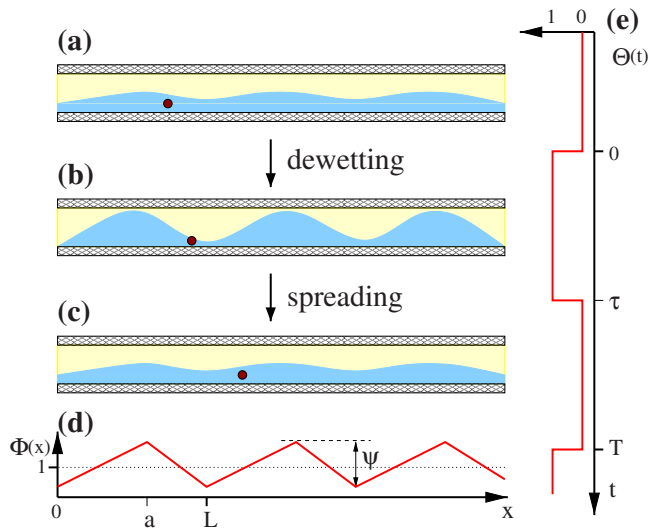 (a)
1 0 (e)
Θ(t)
dewetting
0
(b)
spreading
τ
(c)
(d)
Φ(x)
1
ψ
T
0 a L x
t